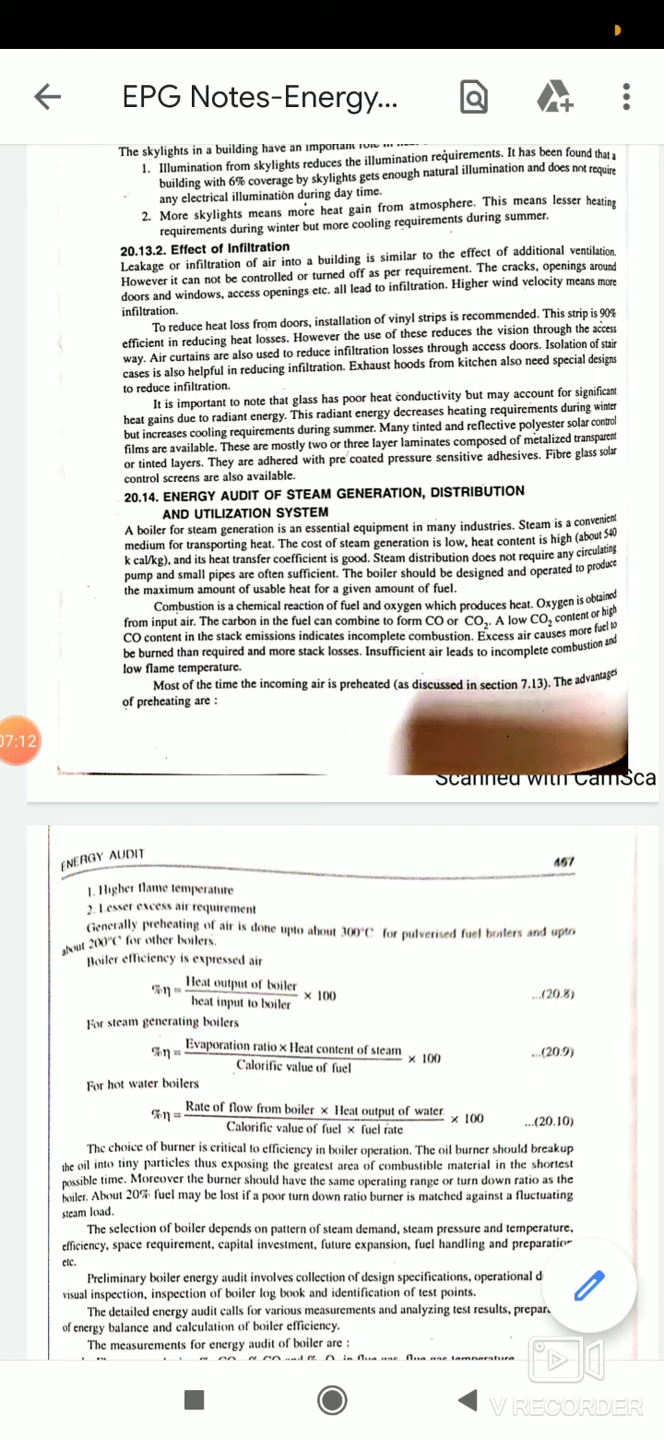 EPG Notes-Energy...
The skylights in a building have an important role in
1. Illumination from skylights reduces the illumination requirements. It has been found that a
building with 6% coverage by skylights gets enough natural illumination and does not require
any electrical illumination during day time.
2. More skylights means more heat gain from atmosphere. This means lesser heating
requirements during winter but more cooling requirements during summer.
20.13.2. Effect of Infiltration
Leakage or infiltration of air into a building is similar to the effect of additional ventilation.
However it can not be controlled or turned off as per requirement. The cracks, openings around
doors and windows, access openings etc. all lead to infiltration. Higher wind velocity means more
infiltration.
To reduce heat loss from doors, installation of vinyl strips is recommended. This strip is 90%
efficient in reducing heat losses. However the use of these reduces the vision through the access
way. Air curtains are also used to reduce infiltration losses through access doors. Isolation of stair
cases is also helpful in reducing infiltration. Exhaust hoods from kitchen also need special designs
to reduce infiltration.
It is important to note that glass has poor heat conductivity but may account for significant
heat gains due to radiant energy. This radiant energy decreases heating requirements during winter
but increases cooling requirements during summer. Many tinted and reflective polyester solar control
films are available. These are mostly two or three layer laminates composed of metalized transparent
or tinted layers. They are adhered with pre coated pressure sensitive adhesives. Fibre glass solar
control screens are also available.
20.14. ENERGY AUDIT OF STEAM GENERATION, DISTRIBUTION
AND UTILIZATION SYSTEM
A boiler for steam generation is an essential equipment in many industries. Steam is a convenient
medium for transporting heat. The cost of steam generation is low, heat content is high (about 540
k cal/kg), and its heat transfer coefficient is good. Steam distribution does not require any circulating
pump and small pipes are often sufficient. The boiler should be designed and operated to produce
the maximum amount of usable heat for a given amount of fuel.
Combustion is a chemical reaction of fuel and oxygen which produces heat. Oxygen is obtained
from input air. The carbon in the fuel can combine to form CO or CO₂. A low CO₂ content or high
CO content in the stack emissions indicates incomplete combustion. Excess air causes more fuel to
be burned than required and more stack losses. Insufficient air leads to incomplete combustion and
low flame temperature.
Most of the time the incoming air is preheated (as discussed in section 7.13). The advantages
of preheating are :
07:12
Scanned with CamSca
ENERGY AUDIT 467
1. Higher flame temperature
2. Lesser excess air requirement
Generally preheating of air is done upto about 300°C for pulverised fuel boilers and upto
about 200°C for other boilers.
Boiler efficiency is expressed air
%η = Heat output of boiler / heat input to boiler × 100 ...(20.8)
For steam generating boilers
%η = Evaporation ratio × Heat content of steam / Calorific value of fuel × 100 ...(20.9)
For hot water boilers
%η = Rate of flow from boiler × Heat output of water / Calorific value of fuel × fuel rate × 100 ...(20.10)
The choice of burner is critical to efficiency in boiler operation. The oil burner should breakup
the oil into tiny particles thus exposing the greatest area of combustible material in the shortest
possible time. Moreover the burner should have the same operating range or turn down ratio as the
boiler. About 20% fuel may be lost if a poor turn down ratio burner is matched against a fluctuating
steam load.
The selection of boiler depends on pattern of steam demand, steam pressure and temperature,
efficiency, space requirement, capital investment, future expansion, fuel handling and preparation
etc.
Preliminary boiler energy audit involves collection of design specifications, operational d
visual inspection, inspection of boiler log book and identification of test points.
The detailed energy audit calls for various measurements and analyzing test results, prepar
of energy balance and calculation of boiler efficiency.
The measurements for energy audit of boiler are :
in flue gas, flue gas temperature
V RECORDER